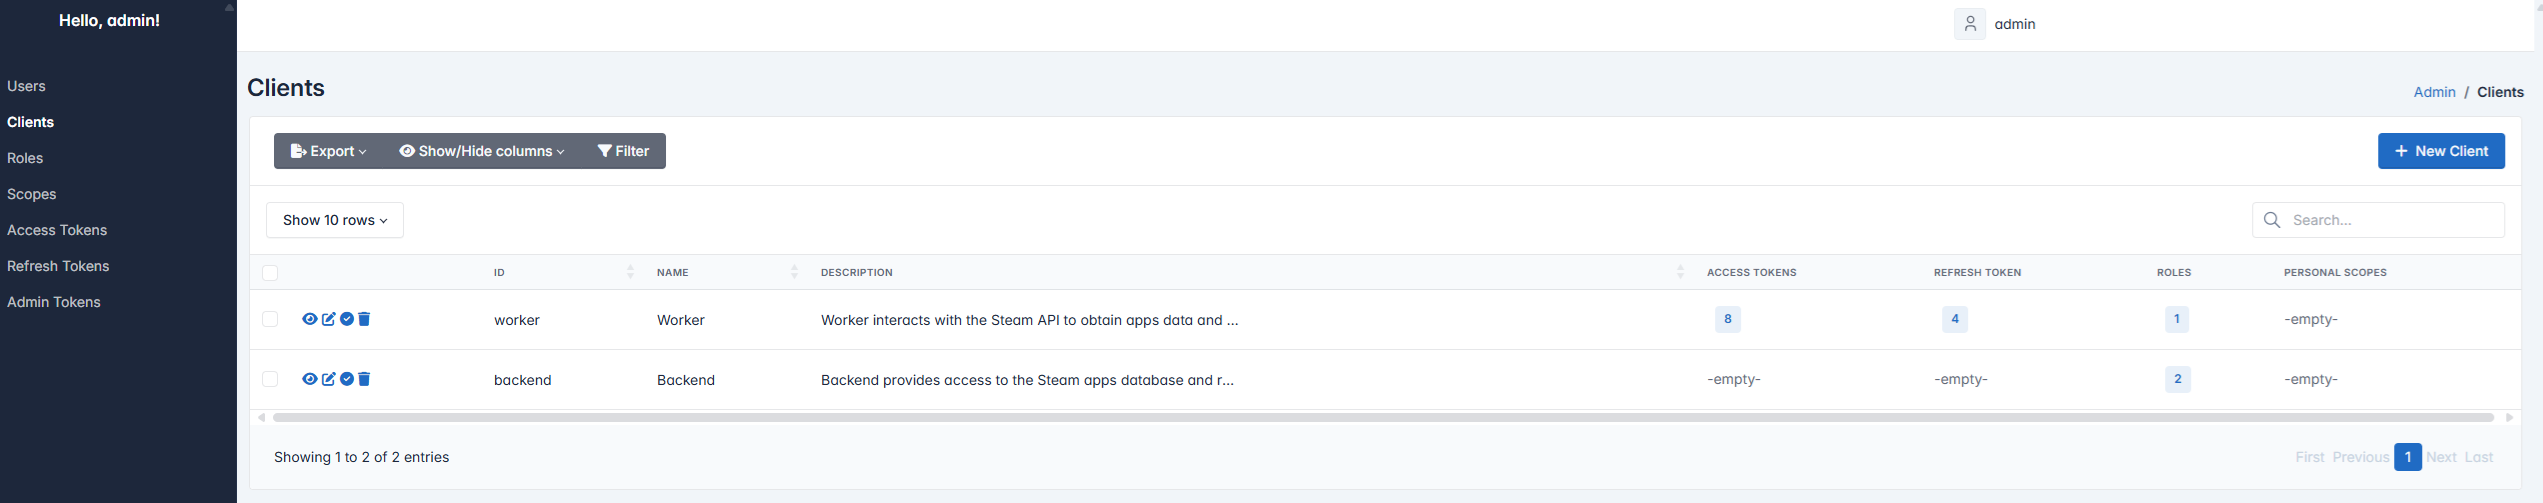 Hello, admin!
admin
Users
Clients
Roles
Scopes
Access Tokens
Refresh Tokens
Admin Tokens
Clients
Admin / Clients
Export Show/Hide columns Filter
+ New Client
Show 10 rows
Search...
ID NAME DESCRIPTION ACCESS TOKENS REFRESH TOKEN ROLES PERSONAL SCOPES
worker Worker Worker interacts with the Steam API to obtain apps data and ... 8 4 1 -empty-
backend Backend Backend provides access to the Steam apps database and r... -empty- -empty- 2 -empty-
Showing 1 to 2 of 2 entries
First Previous 1 Next Last